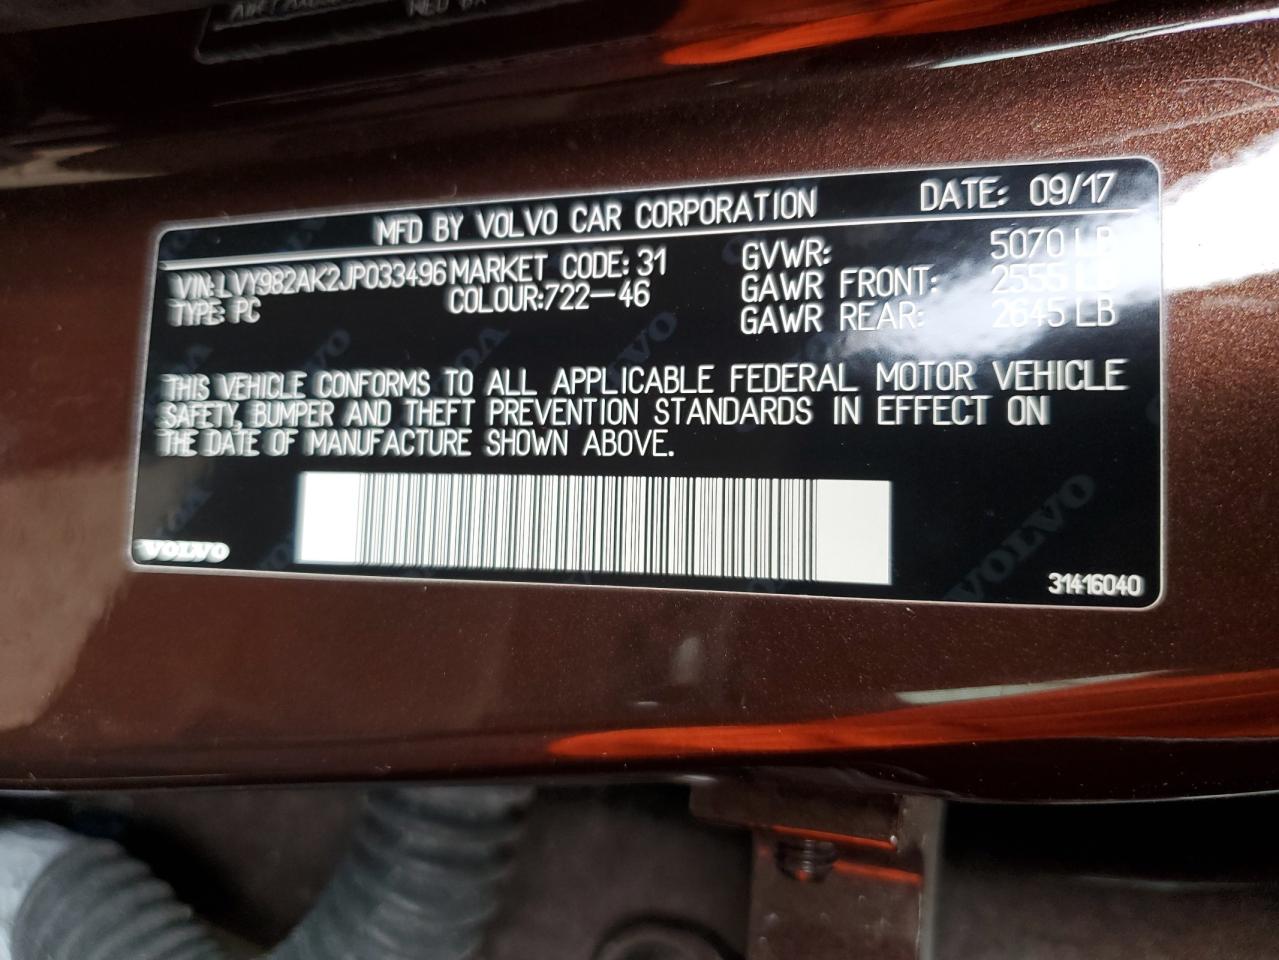 MFD BY VOLVO CAR CORPORATION DATE: 09/17
VIN:LVY982AK2JP033496 MARKET CODE: 31 GVWR: 5070 LB
TYPE: PC COLOUR:722-46 GAWR FRONT: 2555 LB
GAWR REAR: 2645 LB
THIS VEHICLE CONFORMS TO ALL APPLICABLE FEDERAL MOTOR VEHICLE
SAFETY, BUMPER AND THEFT PREVENTION STANDARDS IN EFFECT ON
THE DATE OF MANUFACTURE SHOWN ABOVE.
VOLVO
VOLVO
VOLVO
31416040